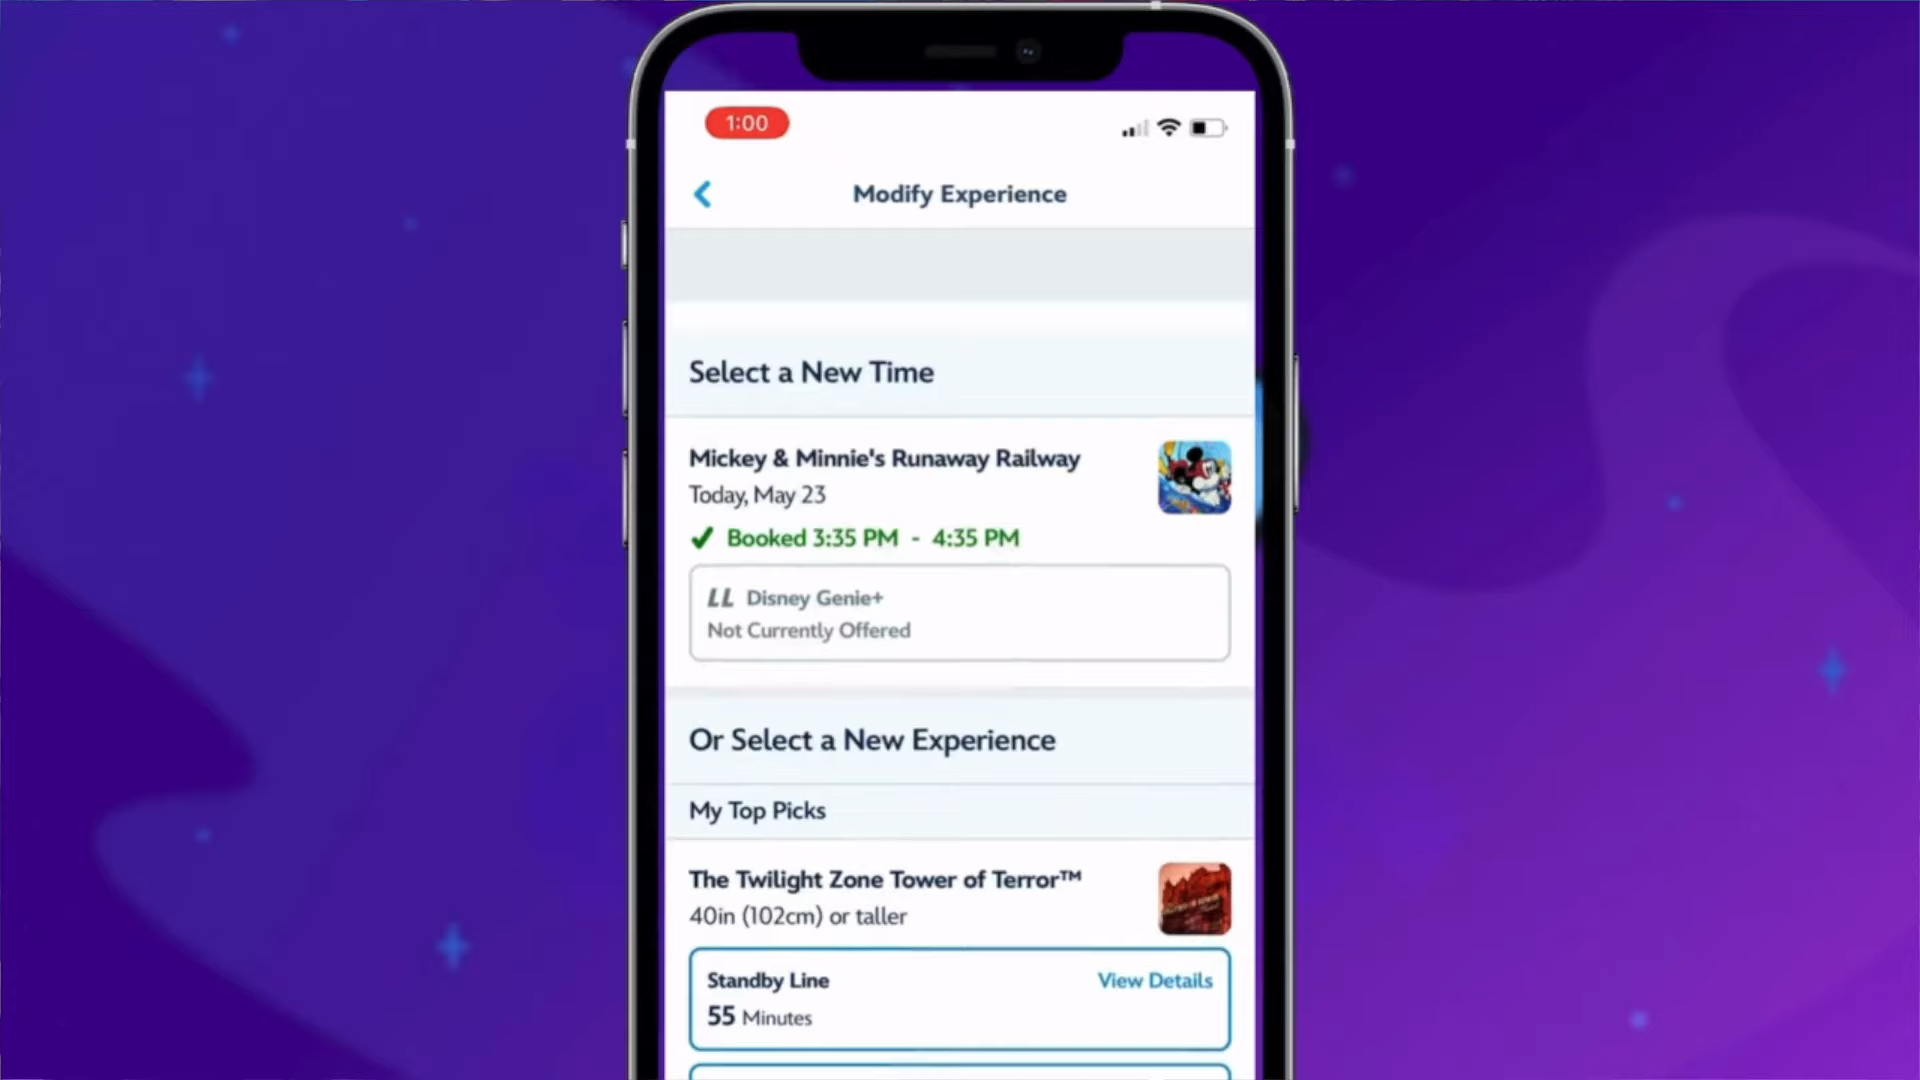 1:00
Modify Experience
Select a New Time
Mickey & Minnie's Runaway Railway
Today, May 23
Booked 3:35 PM - 4:35 PM
LL Disney Genie+
Not Currently Offered
Or Select a New Experience
My Top Picks
The Twilight Zone Tower of Terror™
40in (102cm) or taller
Standby Line View Details
55 Minutes